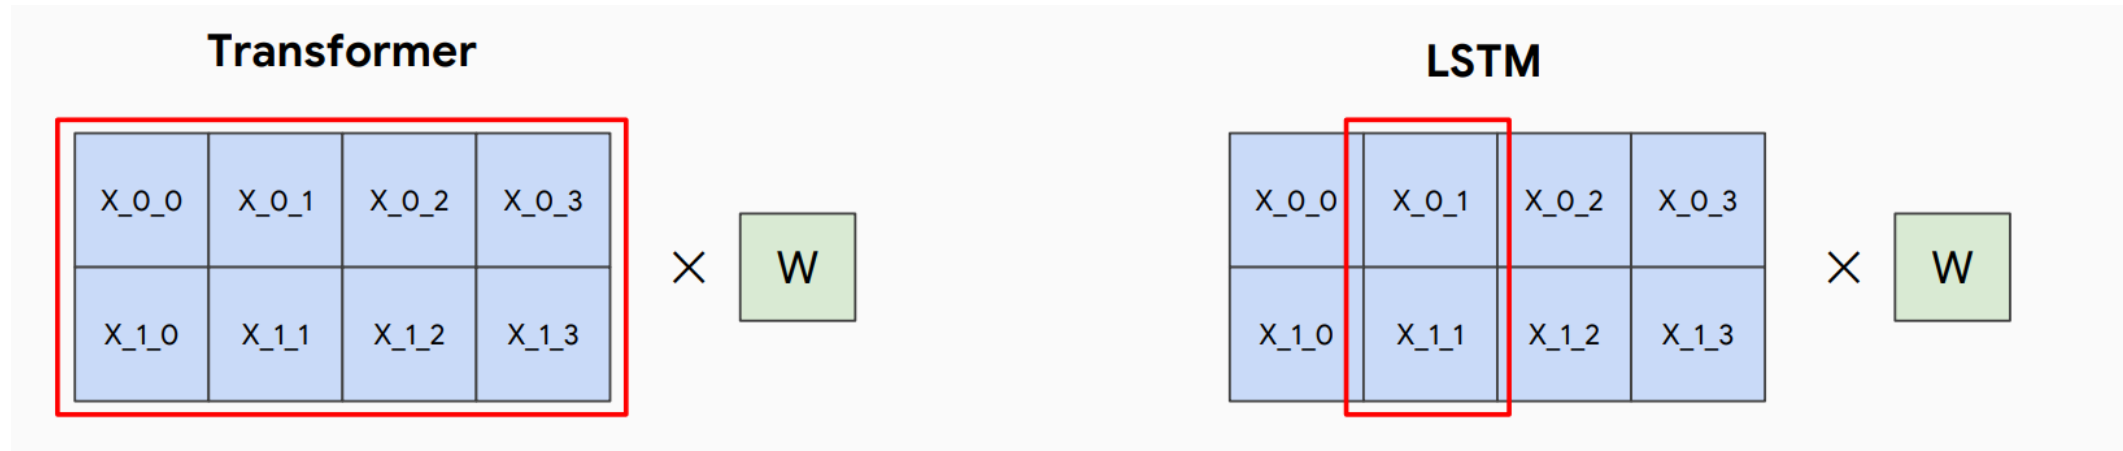 Transformer
LSTM
X_0_0 X_0_1 X_0_2 X_0_3
X_1_0 X_1_1 X_1_2 X_1_3
× W
X_0_0 X_0_1 X_0_2 X_0_3
X_1_0 X_1_1 X_1_2 X_1_3
× W